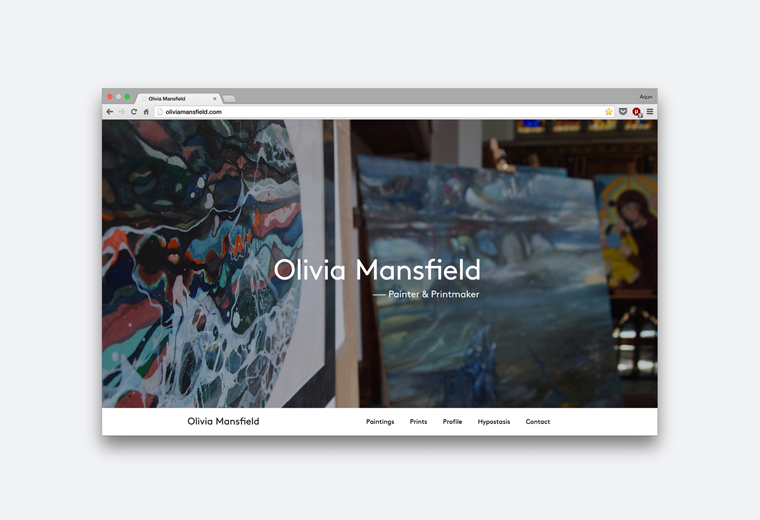 Olivia Mansfield
Arjun
oliviamansfield.com
Olivia Mansfield
— Painter & Printmaker
Olivia Mansfield Paintings Prints Profile Hypostasis Contact